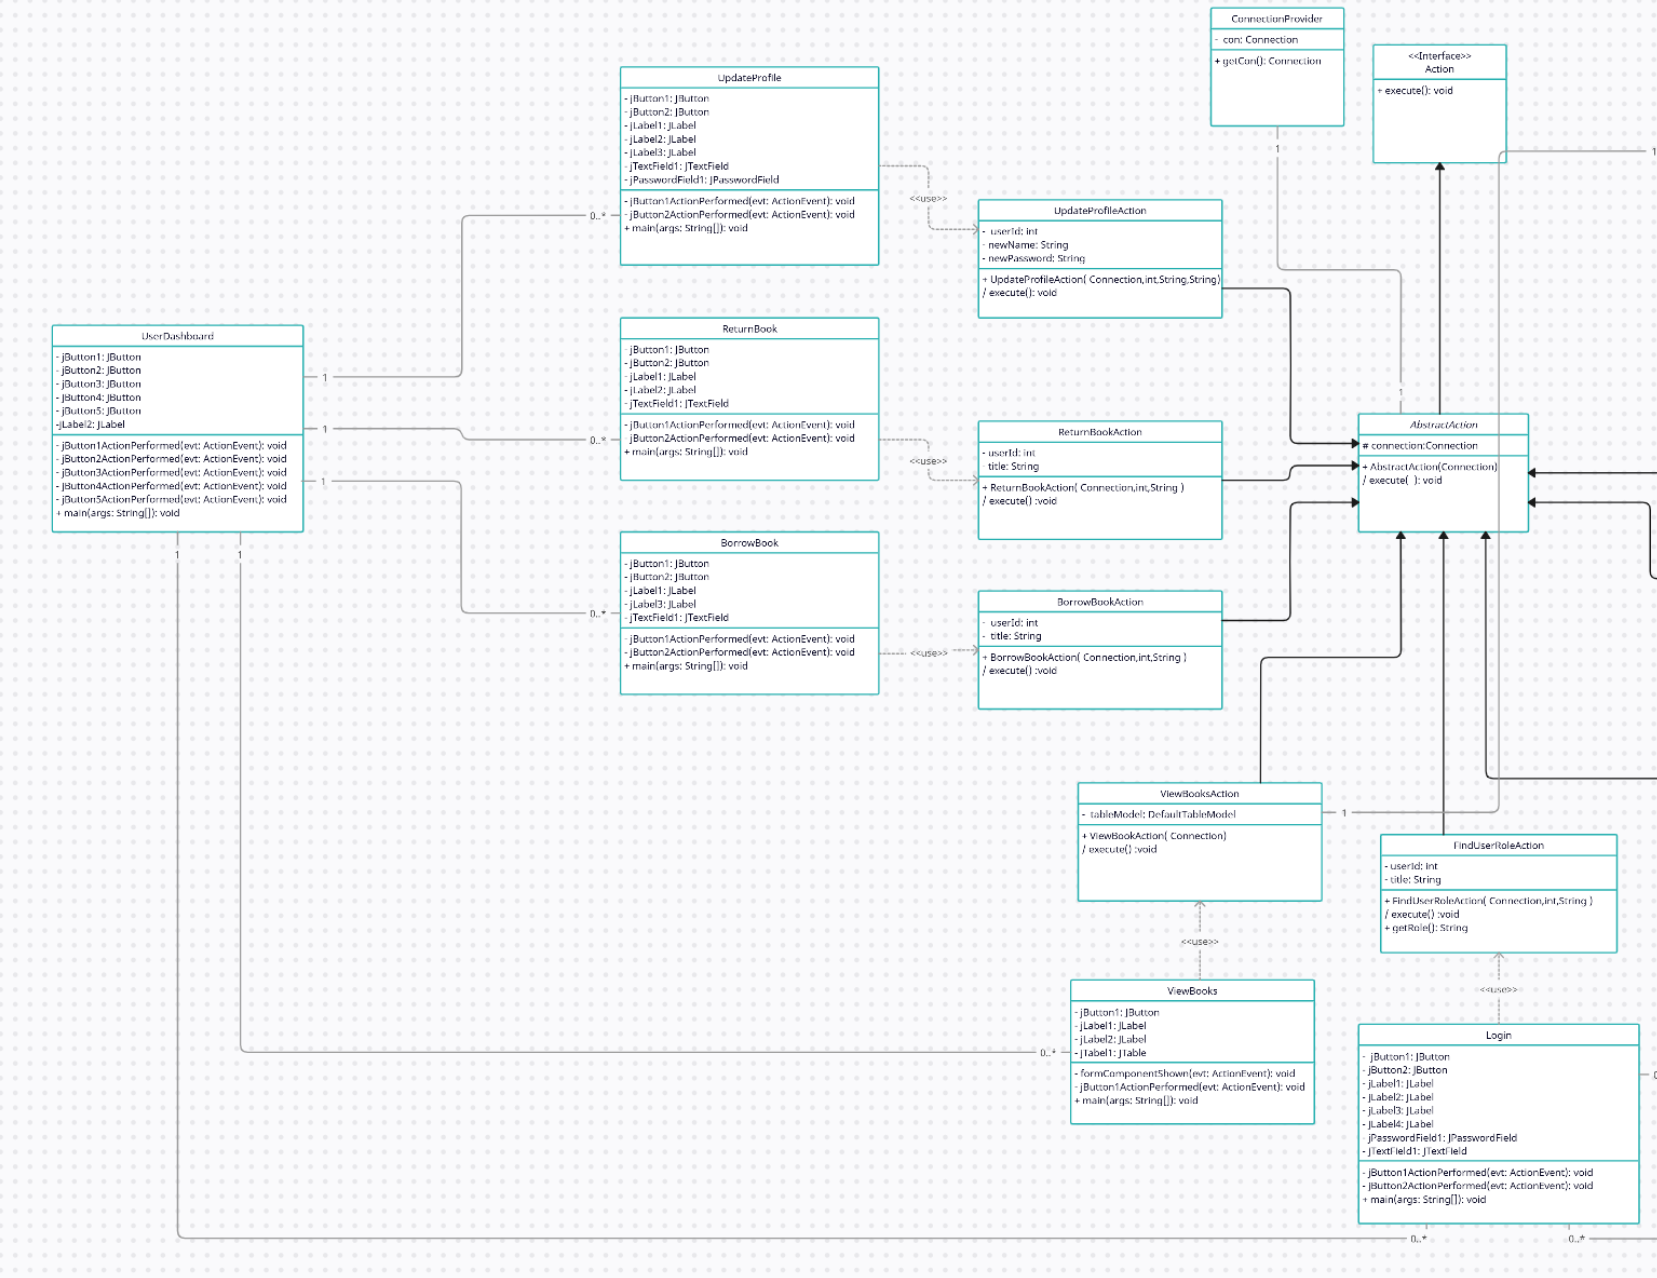 ConnectionProvider
- con: Connection
+ getCon(): Connection
<<Interface>>
Action
+ execute(): void
1
1
1
UpdateProfile
- jButton1: JButton
- jButton2: JButton
- jLabel1: JLabel
- jLabel2: JLabel
- jLabel3: JLabel
- jTextField1: JTextField
- jPasswordField1: JPasswordField
- jButton1ActionPerformed(evt: ActionEvent): void
- jButton2ActionPerformed(evt: ActionEvent): void
+ main(args: String[]): void
0..*
<<use>>
UpdateProfileAction
- userId: int
- newName: String
- newPassword: String
+ UpdateProfileAction( Connection,int,String,String)
/ execute(): void
UserDashboard
- jButton1: JButton
- jButton2: JButton
- jButton3: JButton
- jButton4: JButton
- jButton5: JButton
-jLabel2: JLabel
- jButton1ActionPerformed(evt: ActionEvent): void
- jButton2ActionPerformed(evt: ActionEvent): void
- jButton3ActionPerformed(evt: ActionEvent): void
- jButton4ActionPerformed(evt: ActionEvent): void
- jButton5ActionPerformed(evt: ActionEvent): void
+ main(args: String[]): void
1
1
1
1
1
ReturnBook
- jButton1: JButton
- jButton2: JButton
- jLabel1: JLabel
- jLabel2: JLabel
- jTextField1: JTextField
- jButton1ActionPerformed(evt: ActionEvent): void
- jButton2ActionPerformed(evt: ActionEvent): void
+ main(args: String[]): void
0..*
<<use>>
ReturnBookAction
- userId: int
- title: String
+ ReturnBookAction( Connection,int,String )
/ execute() :void
AbstractAction
# connection:Connection
+ AbstractAction(Connection)
/ execute( ): void
BorrowBook
- jButton1: JButton
- jButton2: JButton
- jLabel1: JLabel
- jLabel3: JLabel
- jTextField1: JTextField
- jButton1ActionPerformed(evt: ActionEvent): void
- jButton2ActionPerformed(evt: ActionEvent): void
+ main(args: String[]): void
0..*
<<use>>
BorrowBookAction
- userId: int
- title: String
+ BorrowBookAction( Connection,int,String )
/ execute() :void
ViewBooksAction
- tableModel: DefaultTableModel
+ ViewBookAction( Connection)
/ execute() :void
1
<<use>>
FindUserRoleAction
- userId: int
- title: String
+ FindUserRoleAction( Connection,int,String )
/ execute() :void
+ getRole(): String
<<use>>
ViewBooks
- jButton1: JButton
- jLabel1: JLabel
- jLabel2: JLabel
- jTabel1: JTable
- formComponentShown(evt: ActionEvent): void
- jButton1ActionPerformed(evt: ActionEvent): void
+ main(args: String[]): void
0..*
Login
- jButton1: JButton
- jButton2: JButton
- jLabel1: JLabel
- jLabel2: JLabel
- jLabel3: JLabel
- jLabel4: JLabel
- jPasswordField1: JPasswordField
- jTextField1: JTextField
- jButton1ActionPerformed(evt: ActionEvent): void
- jButton2ActionPerformed(evt: ActionEvent): void
+ main(args: String[]): void
0..*
0..*